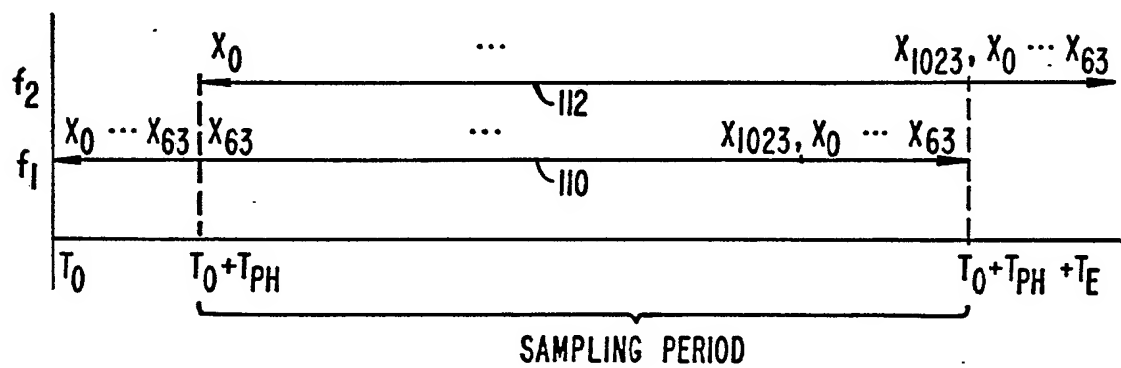 X0 ... X1023, X0 ... X63
f2
112
X0 ... X63 X63 ... X1023, X0 ... X63
f1
110
T0 T0+TPH T0+TPH+TE
SAMPLING PERIOD